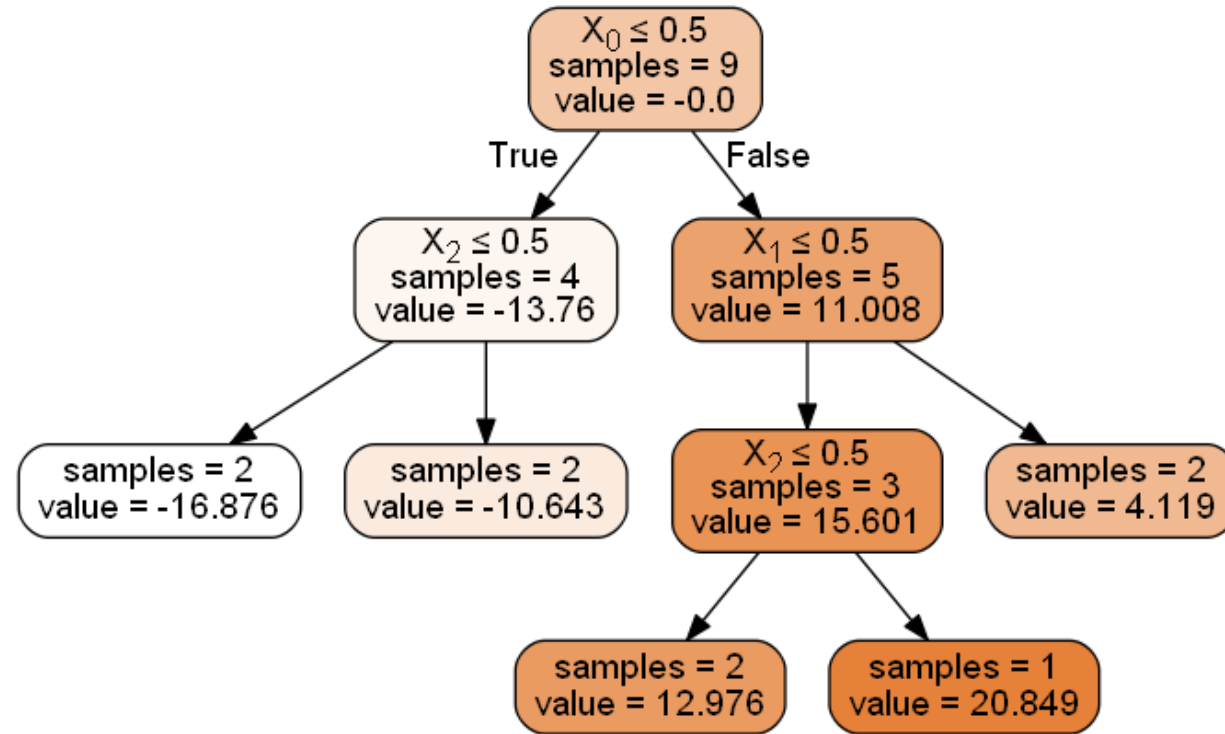 X₀ ≤ 0.5
samples = 9
value = -0.0
True
False
X₂ ≤ 0.5
samples = 4
value = -13.76
X₁ ≤ 0.5
samples = 5
value = 11.008
samples = 2
value = -16.876
samples = 2
value = -10.643
X₂ ≤ 0.5
samples = 3
value = 15.601
samples = 2
value = 4.119
samples = 2
value = 12.976
samples = 1
value = 20.849